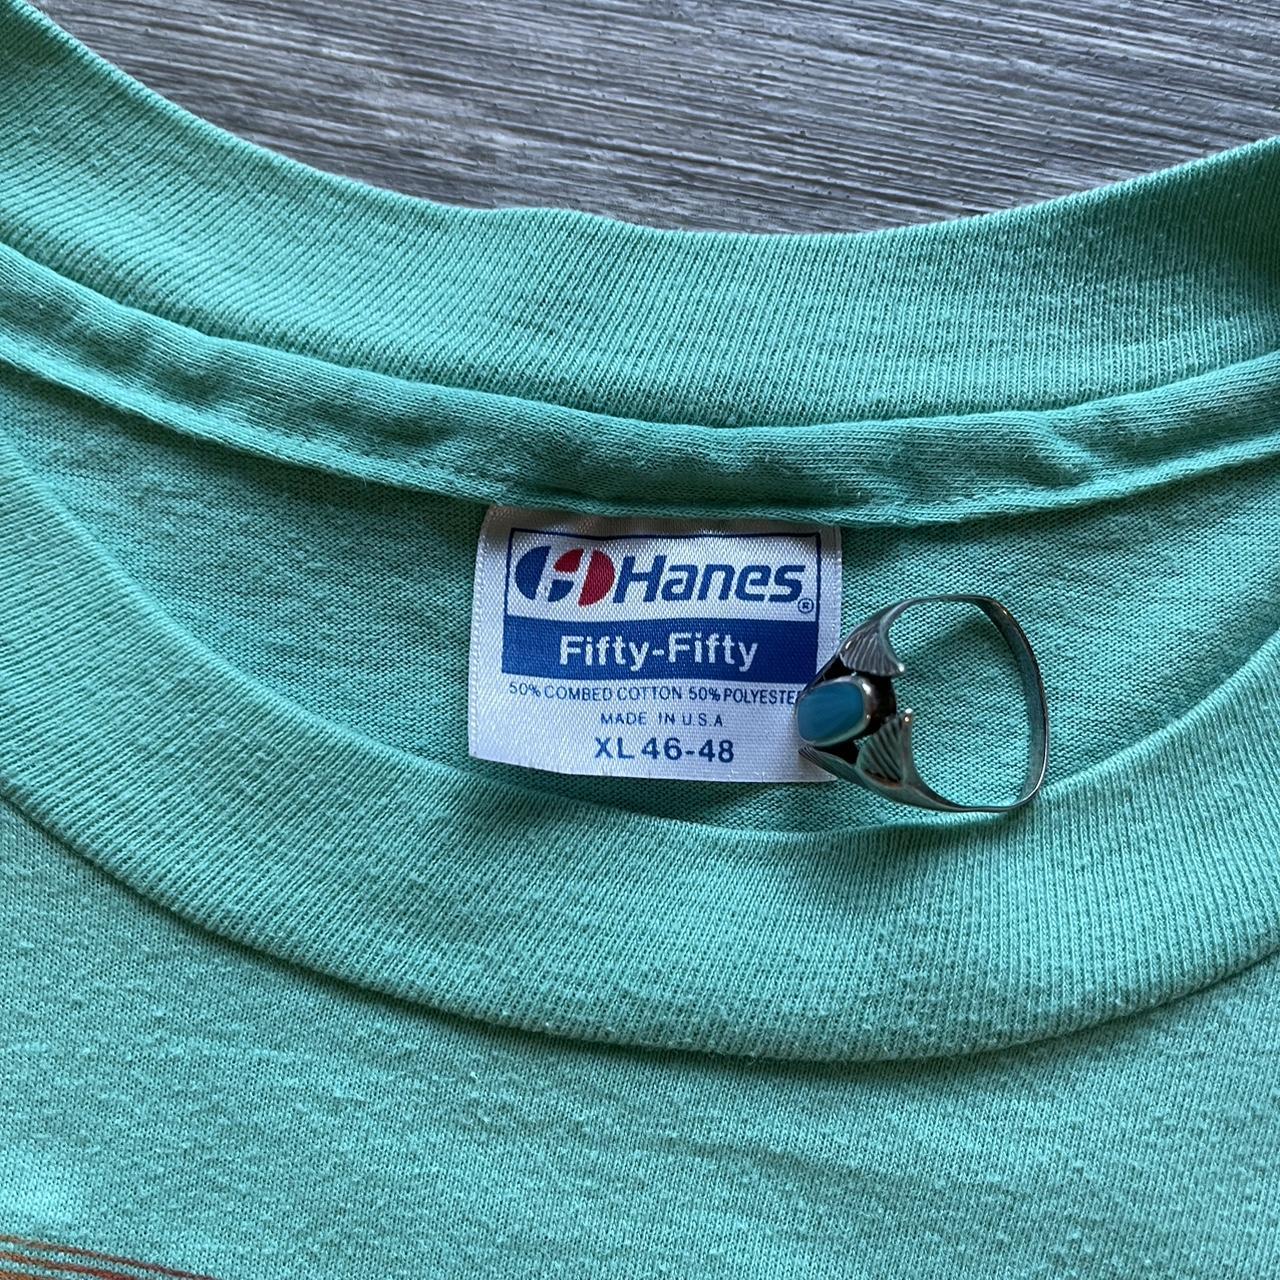 Hanes®
Fifty-Fifty
50% COMBED COTTON 50% POLYESTE
MADE IN U.S.A
XL 46-48